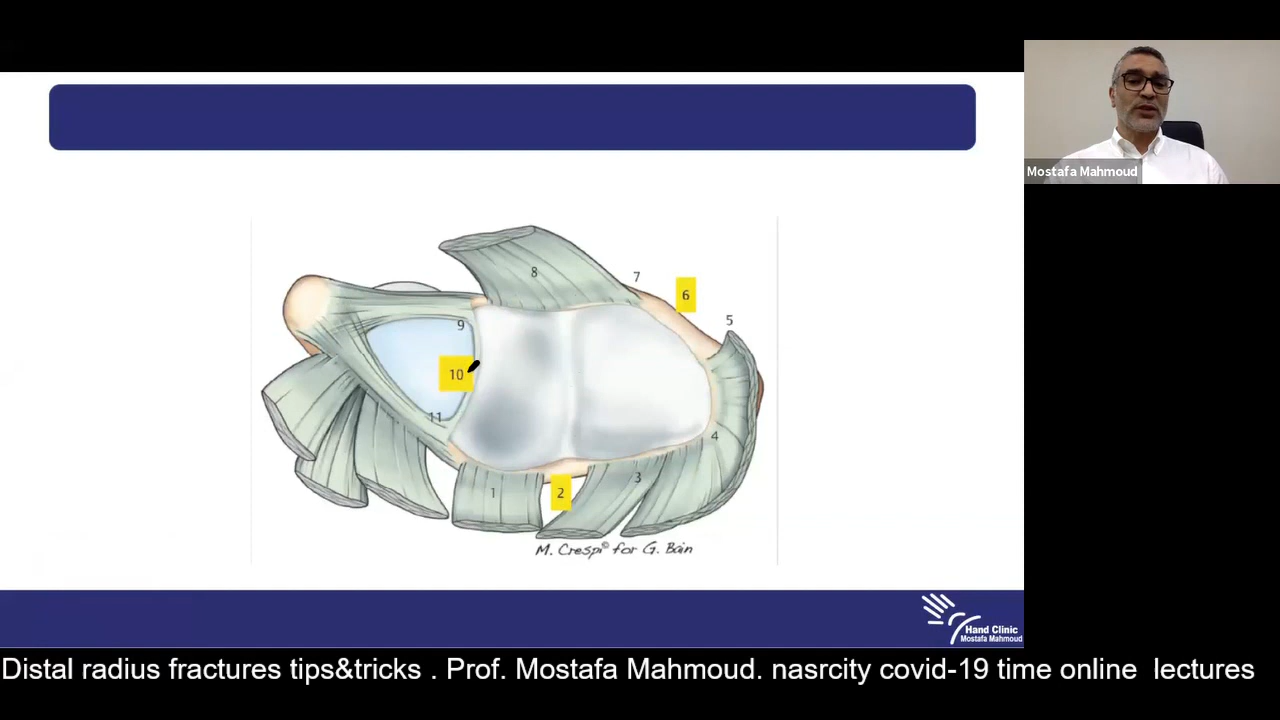 Mostafa Mahmoud
8
7
6
5
9
10
11
4
3
1
2
M. Crespi© for G. Bain
Hand Clinic
Mostafa Mahmoud
Distal radius fractures tips&tricks . Prof. Mostafa Mahmoud. nasrcity covid-19 time online lectures